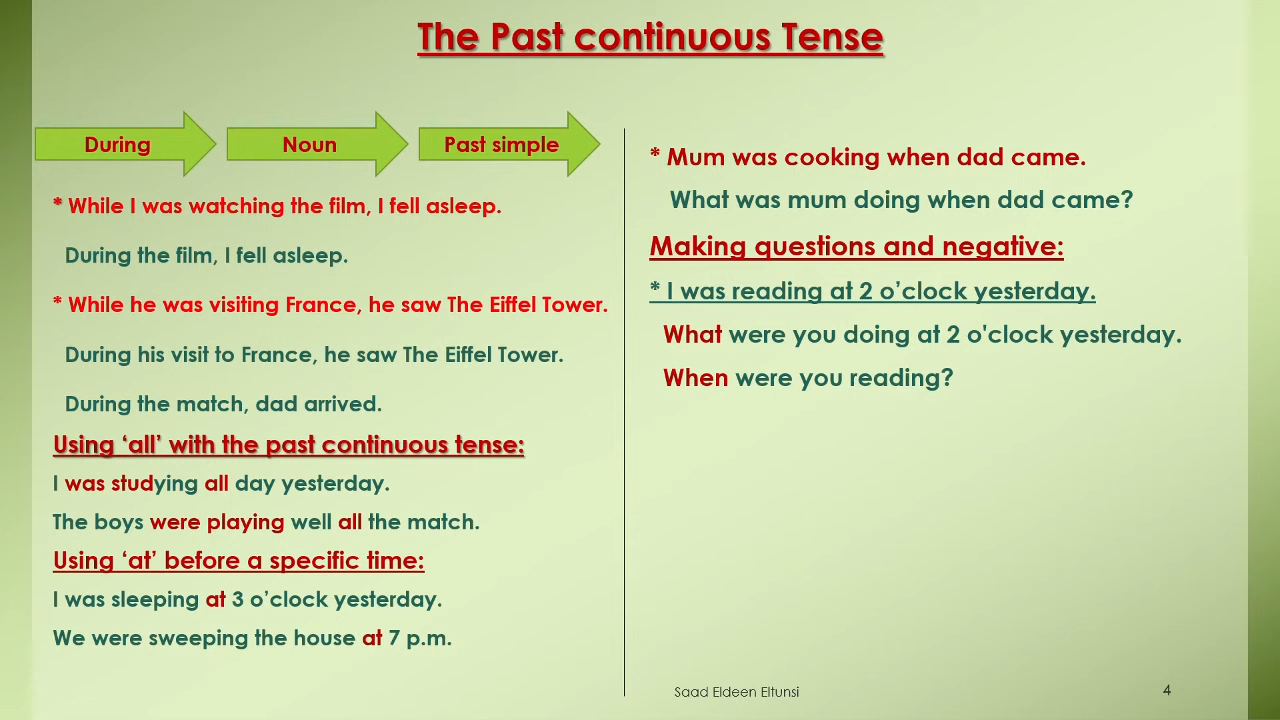 The Past continuous Tense
During
Noun
Past simple
* While I was watching the film, I fell asleep.
During the film, I fell asleep.
* While he was visiting France, he saw The Eiffel Tower.
During his visit to France, he saw The Eiffel Tower.
During the match, dad arrived.
Using ‘all’ with the past continuous tense:
I was studying all day yesterday.
The boys were playing well all the match.
Using ‘at’ before a specific time:
I was sleeping at 3 o’clock yesterday.
We were sweeping the house at 7 p.m.
* Mum was cooking when dad came.
What was mum doing when dad came?
Making questions and negative:
* I was reading at 2 o’clock yesterday.
What were you doing at 2 o'clock yesterday.
When were you reading?
Saad Eldeen Eltunsi
4